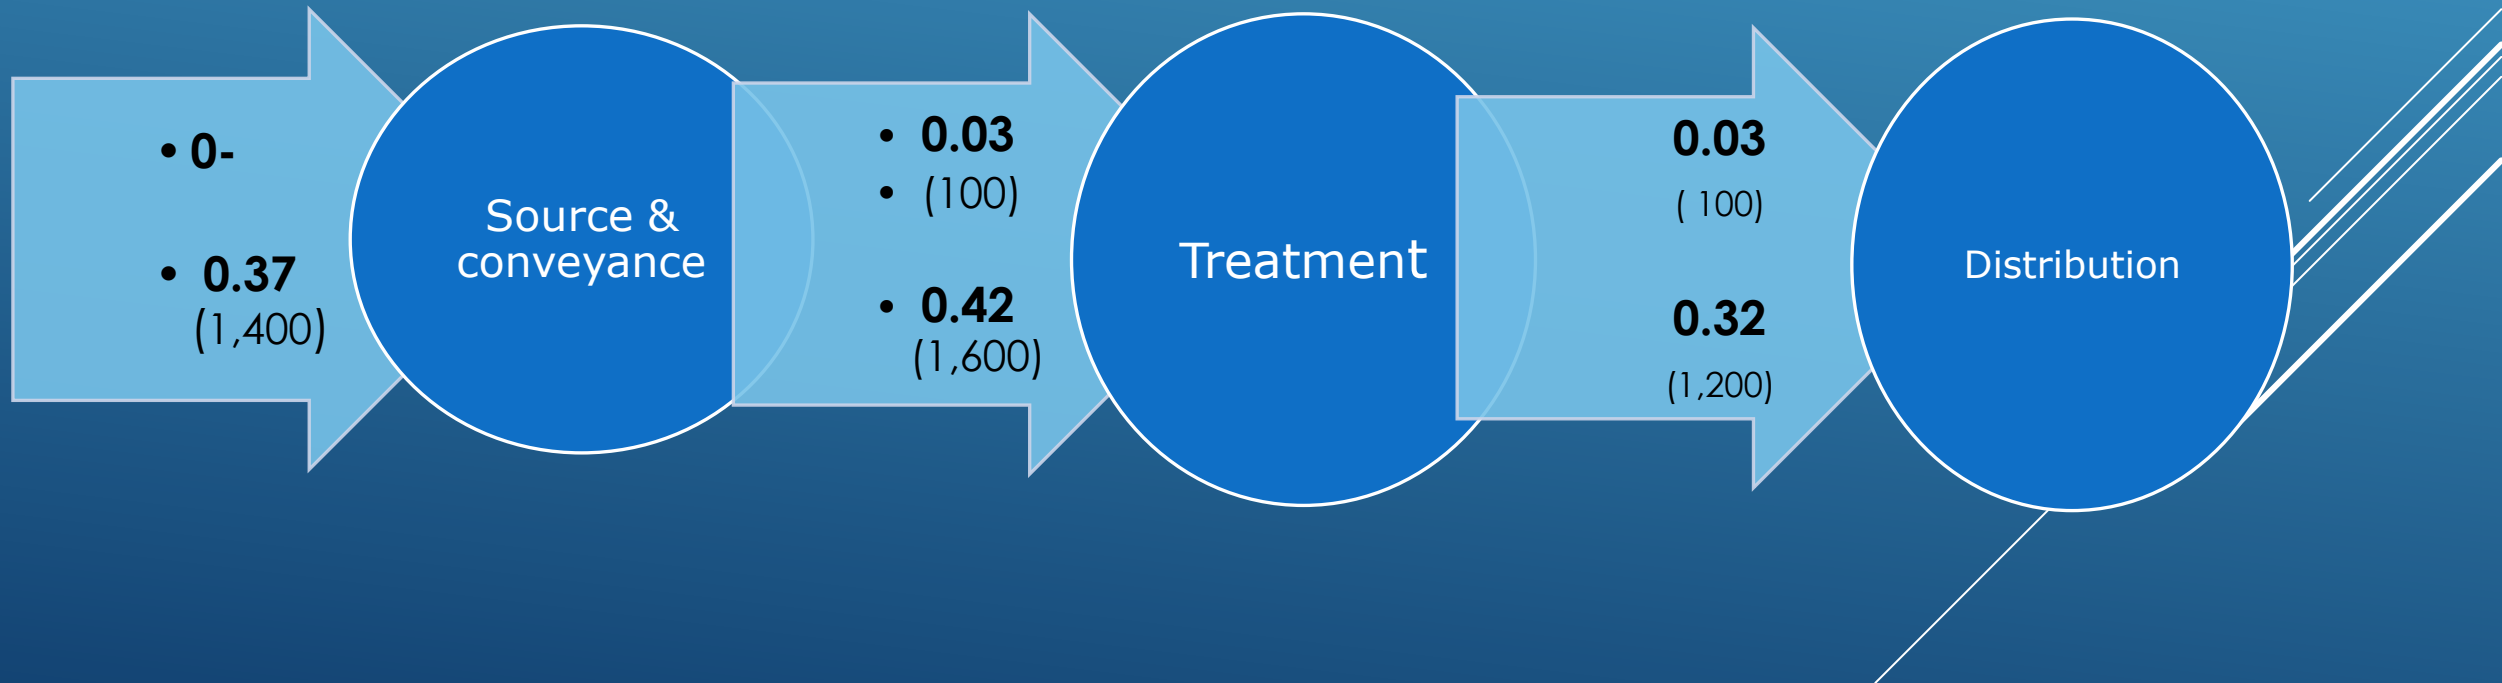 • 0-
• 0.37
(1,400)
Source &
conveyance
• 0.03
• (100)
• 0.42
(1,600)
Treatment
0.03
( 100)
0.32
(1,200)
Distribution